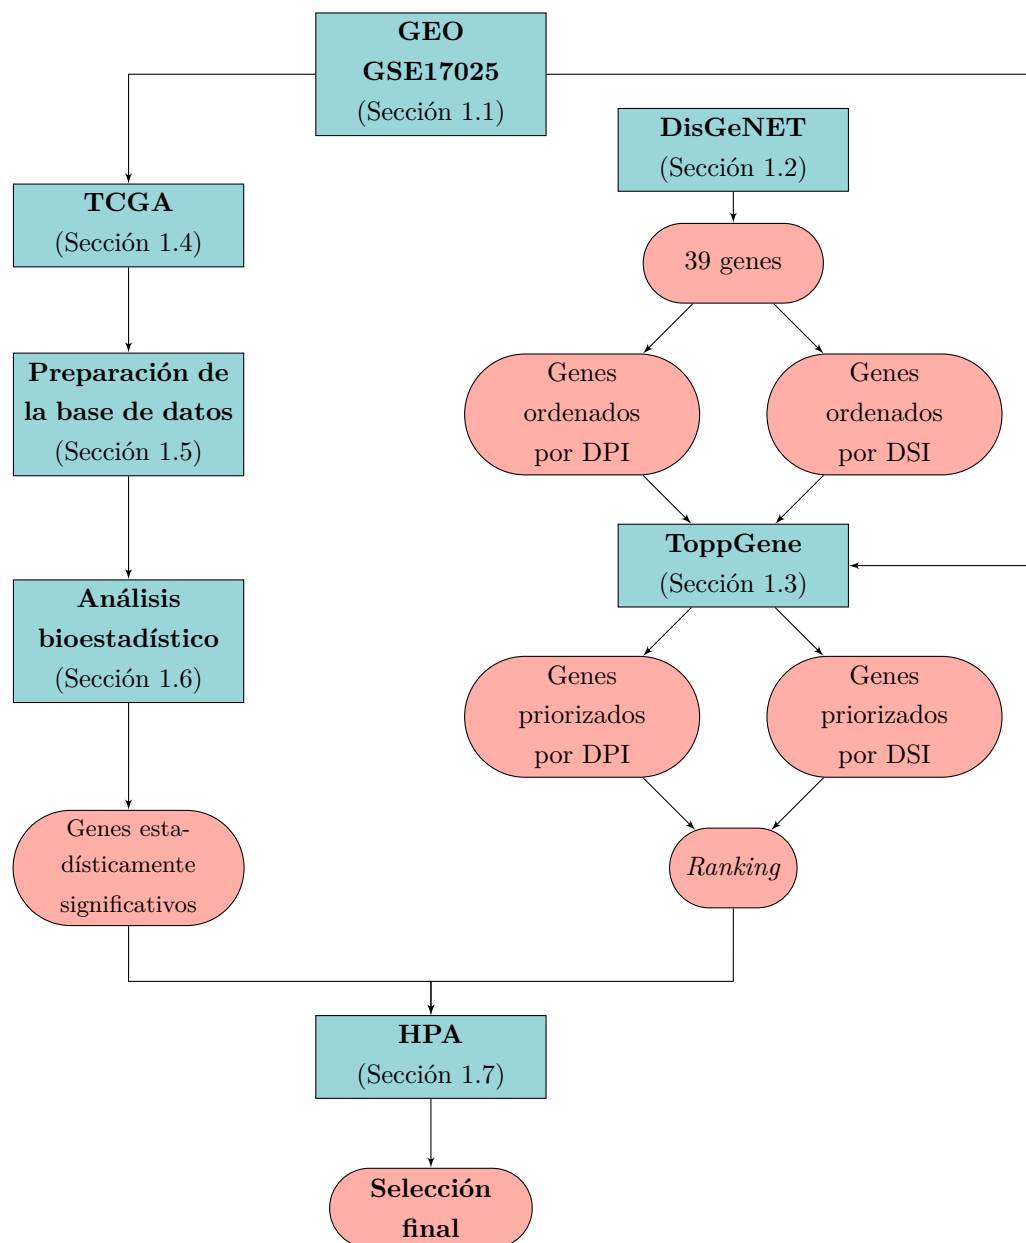 GEO
GSE17025
(Sección 1.1)
DisGeNET
(Sección 1.2)
TCGA
(Sección 1.4)
39 genes
Preparación de
la base de datos
(Sección 1.5)
Genes
ordenados
por DPI
Genes
ordenados
por DSI
ToppGene
(Sección 1.3)
Análisis
bioestadístico
(Sección 1.6)
Genes
priorizados
por DPI
Genes
priorizados
por DSI
Genes esta-
dísticamente
significativos
Ranking
HPA
(Sección 1.7)
Selección
final